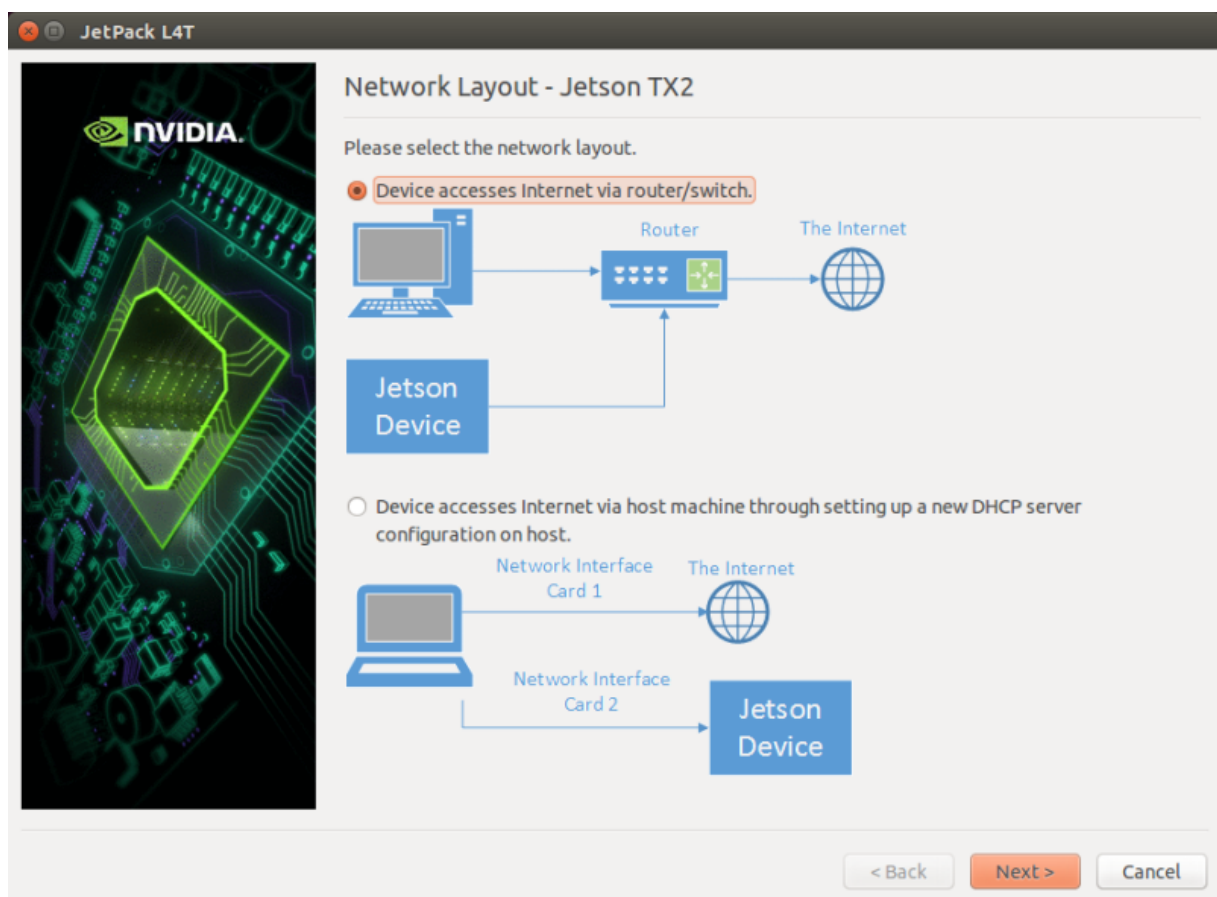 JetPack L4T
NVIDIA.
Network Layout - Jetson TX2
Please select the network layout.
Device accesses Internet via router/switch.
Router
The Internet
Jetson
Device
Device accesses Internet via host machine through setting up a new DHCP server
configuration on host.
Network Interface
Card 1
The Internet
Network Interface
Card 2
Jetson
Device
< Back
Next >
Cancel